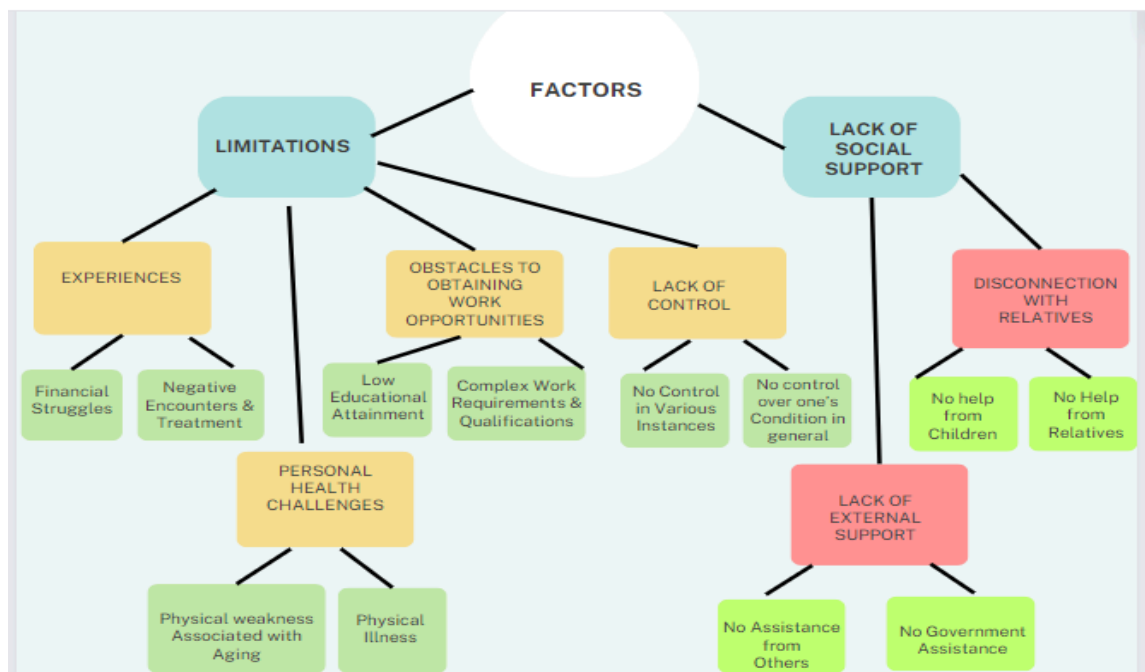 FACTORS
LIMITATIONS
LACK OF
SOCIAL
SUPPORT
EXPERIENCES
OBSTACLES TO
OBTAINING
WORK
OPPORTUNITIES
LACK OF
CONTROL
DISCONNECTION
WITH
RELATIVES
Financial
Struggles
Negative
Encounters &
Treatment
Low
Educational
Attainment
Complex Work
Requirements &
Qualifications
No Control
in Various
Instances
No control
over one's
Condition in
general
No help
from
Children
No Help
from
Relatives
PERSONAL
HEALTH
CHALLENGES
LACK OF
EXTERNAL
SUPPORT
Physical weakness
Associated with
Aging
Physical
Illness
No Assistance
from
Others
No Government
Assistance